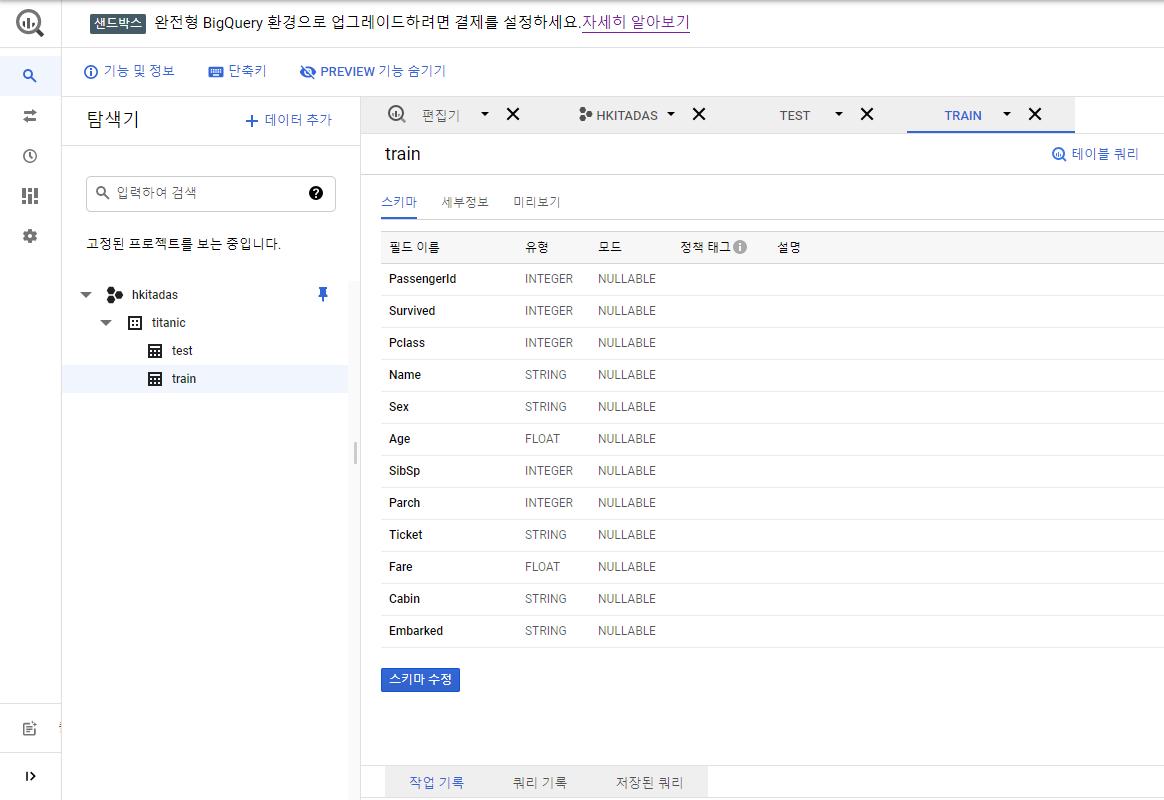 샌드박스 완전형 BigQuery 환경으로 업그레이드하려면 결제를 설정하세요.자세히 알아보기
기능 및 정보 단축키 PREVIEW 기능 숨기기
탐색기 데이터 추가
입력하여 검색
고정된 프로젝트를 보는 중입니다.
hkitadas
titanic
test
train
편집기 HKITADAS TEST TRAIN
train 테이블 쿼리
스키마 세부정보 미리보기
필드 이름 유형 모드 정책 태그 설명
PassengerId INTEGER NULLABLE
Survived INTEGER NULLABLE
Pclass INTEGER NULLABLE
Name STRING NULLABLE
Sex STRING NULLABLE
Age FLOAT NULLABLE
SibSp INTEGER NULLABLE
Parch INTEGER NULLABLE
Ticket STRING NULLABLE
Fare FLOAT NULLABLE
Cabin STRING NULLABLE
Embarked STRING NULLABLE
스키마 수정
작업 기록 쿼리 기록 저장된 쿼리